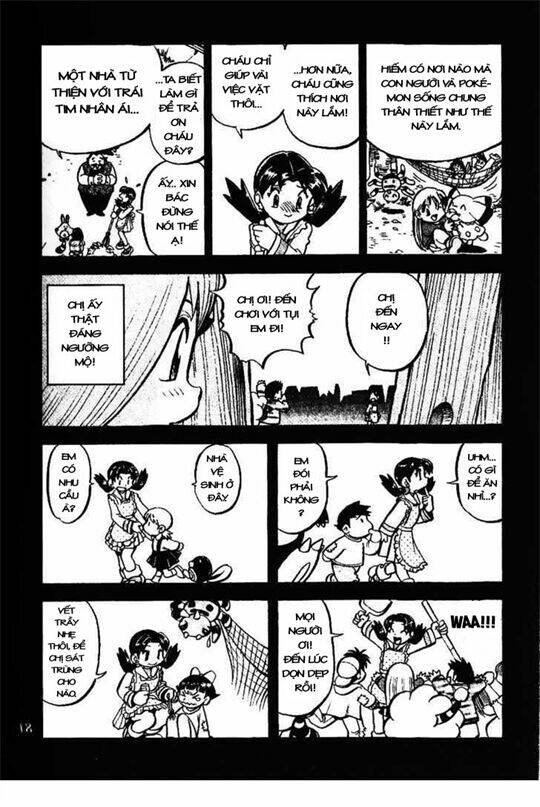 MỘT NHÀ TỪ
THIỆN VỚI TRÁI
TIM NHÂN ÁI...
...TA BIẾT
LÀM GÌ
ĐỂ TRẢ
ƠN
CHÁU
ĐÂY?
ẤY.. XIN
BÁC
ĐỪNG
NÓI THẾ
Ạ!
CHÁU CHỈ
GIÚP VÀI
VIỆC VẶT
THÔI...
...HƠN NỮA,
CHÁU CŨNG
THÍCH NƠI
NÀY LẮM!
HIẾM CÓ NƠI NÀO MÀ
CON NGƯỜI VÀ POKÉ-
MON SỐNG CHUNG
THÂN THIẾT NHƯ THẾ
NÀY LẮM.
CHỊ ẤY
THẬT
ĐÁNG
NGƯỠNG
MỘ!
CHỊ ƠI! ĐẾN
CHƠI VỚI TỤI
EM ĐI!
CHỊ
ĐẾN
NGAY
!!
EM
CÓ
NHU
CẦU
Á?
NHÀ
VỆ
SINH Ở
ĐÂY
EM
ĐÓI
PHẢI
KHÔNG
?
UHM...
CÓ GÌ
ĐỂ ĂN
NHỈ...?
VẾT
TRẦY
NHẸ
THÔI, ĐỂ
CHỊ SÁT
TRÙNG
CHO
NÀO.
MỌI
NGƯỜI
ƠI!
ĐẾN LÚC
DỌN DẸP
RỒI!
WAA!!!
18